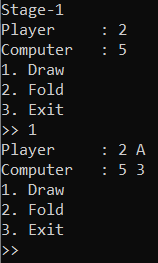 Stage-1
Player    : 2
Computer  : 5
1. Draw
2. Fold
3. Exit
>> 1
Player    : 2 A
Computer  : 5 3
1. Draw
2. Fold
3. Exit
>>